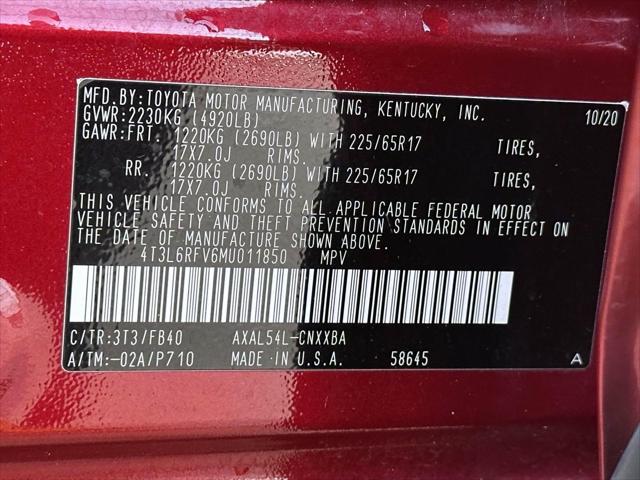 MFD.BY:TOYOTA MOTOR MANUFACTURING, KENTUCKY, INC. 10/20
GVWR:2230KG (4920LB)
GAWR:FRT. 1220KG (2690LB) WITH 225/65R17 TIRES,
17X7.0J RIMS.
RR. 1220KG (2690LB) WITH 225/65R17 TIRES,
17X7.0J RIMS.
THIS VEHICLE CONFORMS TO ALL APPLICABLE FEDERAL MOTOR
VEHICLE SAFETY AND THEFT PREVENTION STANDARDS IN EFFECT ON
THE DATE OF MANUFACTURE SHOWN ABOVE.
4T3L6RFV6MU011850 MPV
C/TR:3T3/FB40 AXAL54L-CNXXBA
A/TM:-02A/P710 MADE IN U.S.A. 58645 A